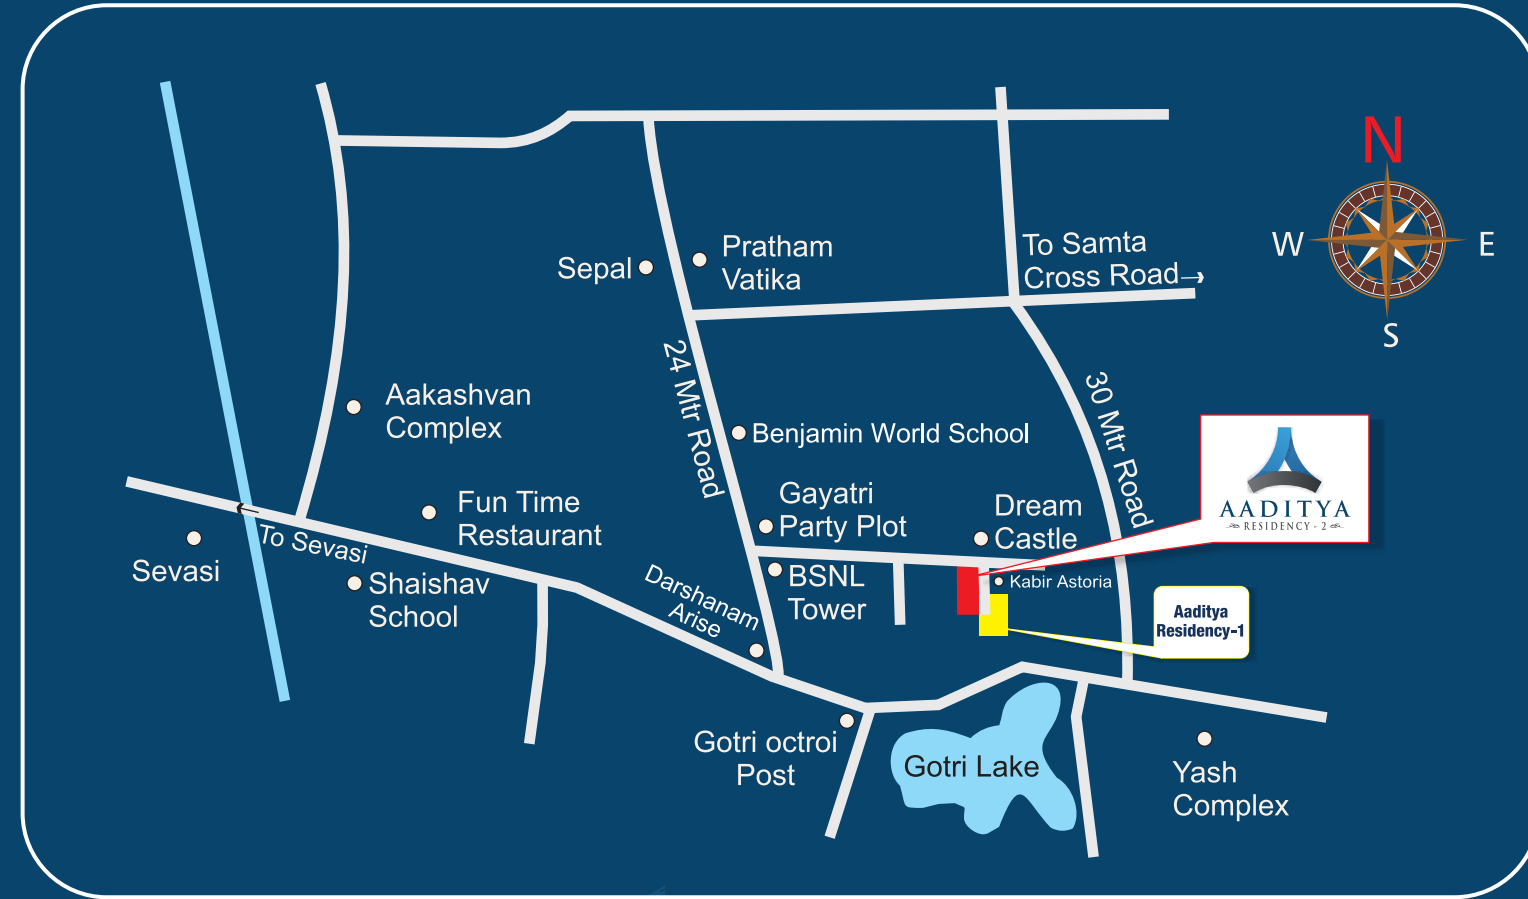 N
W
E
S
Pratham
Vatika
Sepal
To Samta
Cross Road
24 Mtr Road
30 Mtr Road
Aakashvan
Complex
Benjamin World School
AADITYA
RESIDENCY - 2
Fun Time
Restaurant
Gayatri
Party Plot
Dream
Castle
To Sevasi
Sevasi
Shaishav
School
Darshanam
Arise
BSNL
Tower
Kabir Astoria
Aaditya
Residency-1
Gotri octroi
Post
Gotri Lake
Yash
Complex